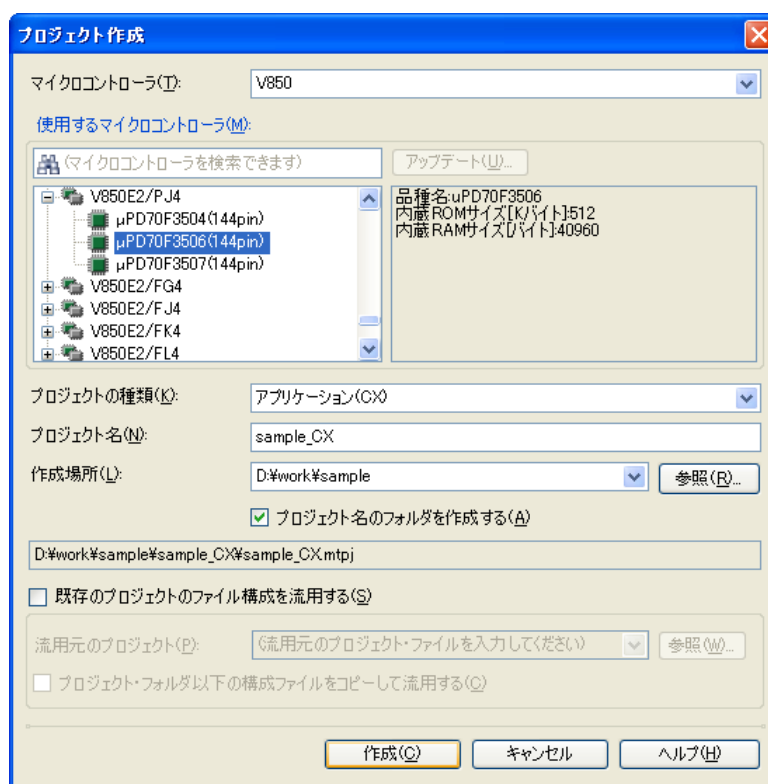 プロジェクト作成
マイクロコントローラ(T): V850
使用するマイクロコントローラ(M):
(マイクロコントローラを検索できます) アップデート(U)...
V850E2/PJ4
μPD70F3504(144pin)
μPD70F3506(144pin)
μPD70F3507(144pin)
V850E2/FG4
V850E2/FJ4
V850E2/FK4
V850E2/FL4
品種名:uPD70F3506
内蔵ROMサイズ[Kバイト]:512
内蔵RAMサイズ[バイト]:40960
プロジェクトの種類(K): アプリケーション(CX)
プロジェクト名(N): sample_CX
作成場所(L): D:¥work¥sample 参照(R)...
プロジェクト名のフォルダを作成する(A)
D:¥work¥sample¥sample_CX¥sample_CX.mtpj
既存のプロジェクトのファイル構成を流用する(S)
流用元のプロジェクト(P): (流用元のプロジェクト・ファイルを入力してください) 参照(W)...
プロジェクト・フォルダ以下の構成ファイルをコピーして流用する(C)
作成(C) キャンセル ヘルプ(H)